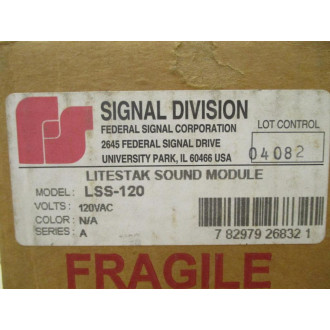 SIGNAL DIVISION
FEDERAL SIGNAL CORPORATION
2645 FEDERAL SIGNAL DRIVE
UNIVERSITY PARK, IL 60466 USA
LOT CONTROL
04082
LITESTAK SOUND MODULE
MODEL: LSS-120
VOLTS: 120VAC
COLOR: N/A
SERIES: A
7 82979 26832 1
FRAGILE